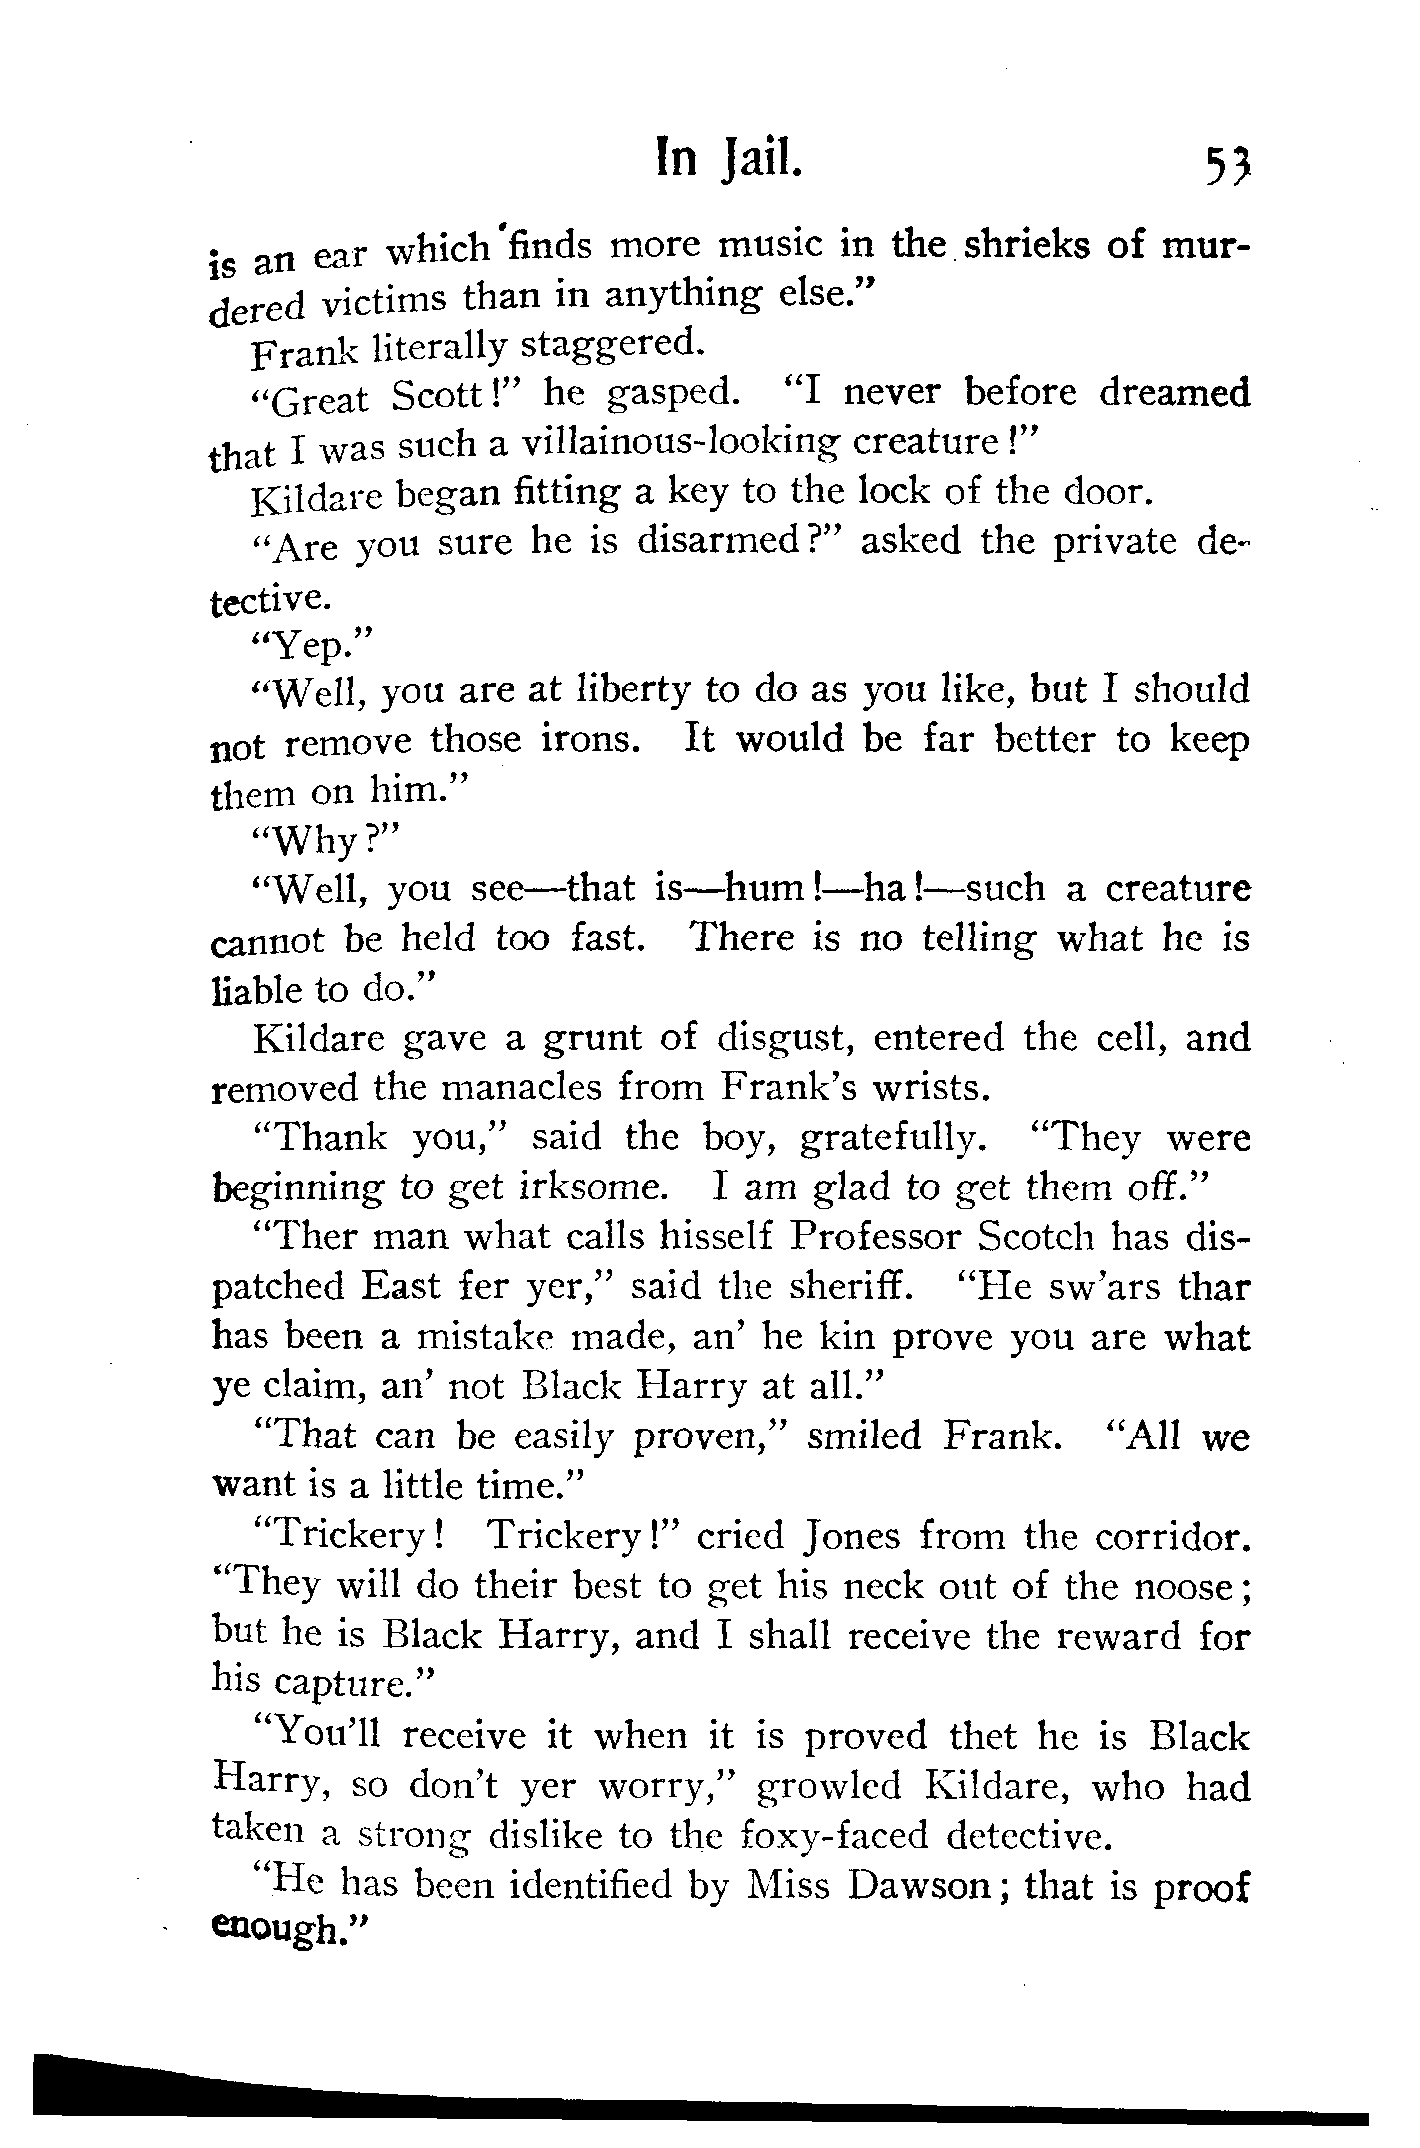 In Jail. 53
is an ear which finds more music in the shrieks of mur-
dered victims than in anything else.”
Frank literally staggered.
“Great Scott!” he gasped. “I never before dreamed
that I was such a villainous-looking creature!”
Kildare began fitting a key to the lock of the door.
“Are you sure he is disarmed?” asked the private de-
tective.
“Yep.”
“Well, you are at liberty to do as you like, but I should
not remove those irons. It would be far better to keep
them on him.”
“Why?”
“Well, you see—that is—hum!—ha!—such a creature
cannot be held too fast. There is no telling what he is
liable to do.”
Kildare gave a grunt of disgust, entered the cell, and
removed the manacles from Frank’s wrists.
“Thank you,” said the boy, gratefully. “They were
beginning to get irksome. I am glad to get them off.”
“Ther man what calls hisself Professor Scotch has dis-
patched East fer yer,” said the sheriff. “He sw’ars thar
has been a mistake made, an’ he kin prove you are what
ye claim, an’ not Black Harry at all.”
“That can be easily proven,” smiled Frank. “All we
want is a little time.”
“Trickery! Trickery!” cried Jones from the corridor.
“They will do their best to get his neck out of the noose;
but he is Black Harry, and I shall receive the reward for
his capture.”
“You’ll receive it when it is proved thet he is Black
Harry, so don’t yer worry,” growled Kildare, who had
taken a strong dislike to the foxy-faced detective.
“He has been identified by Miss Dawson; that is proof
enough.”